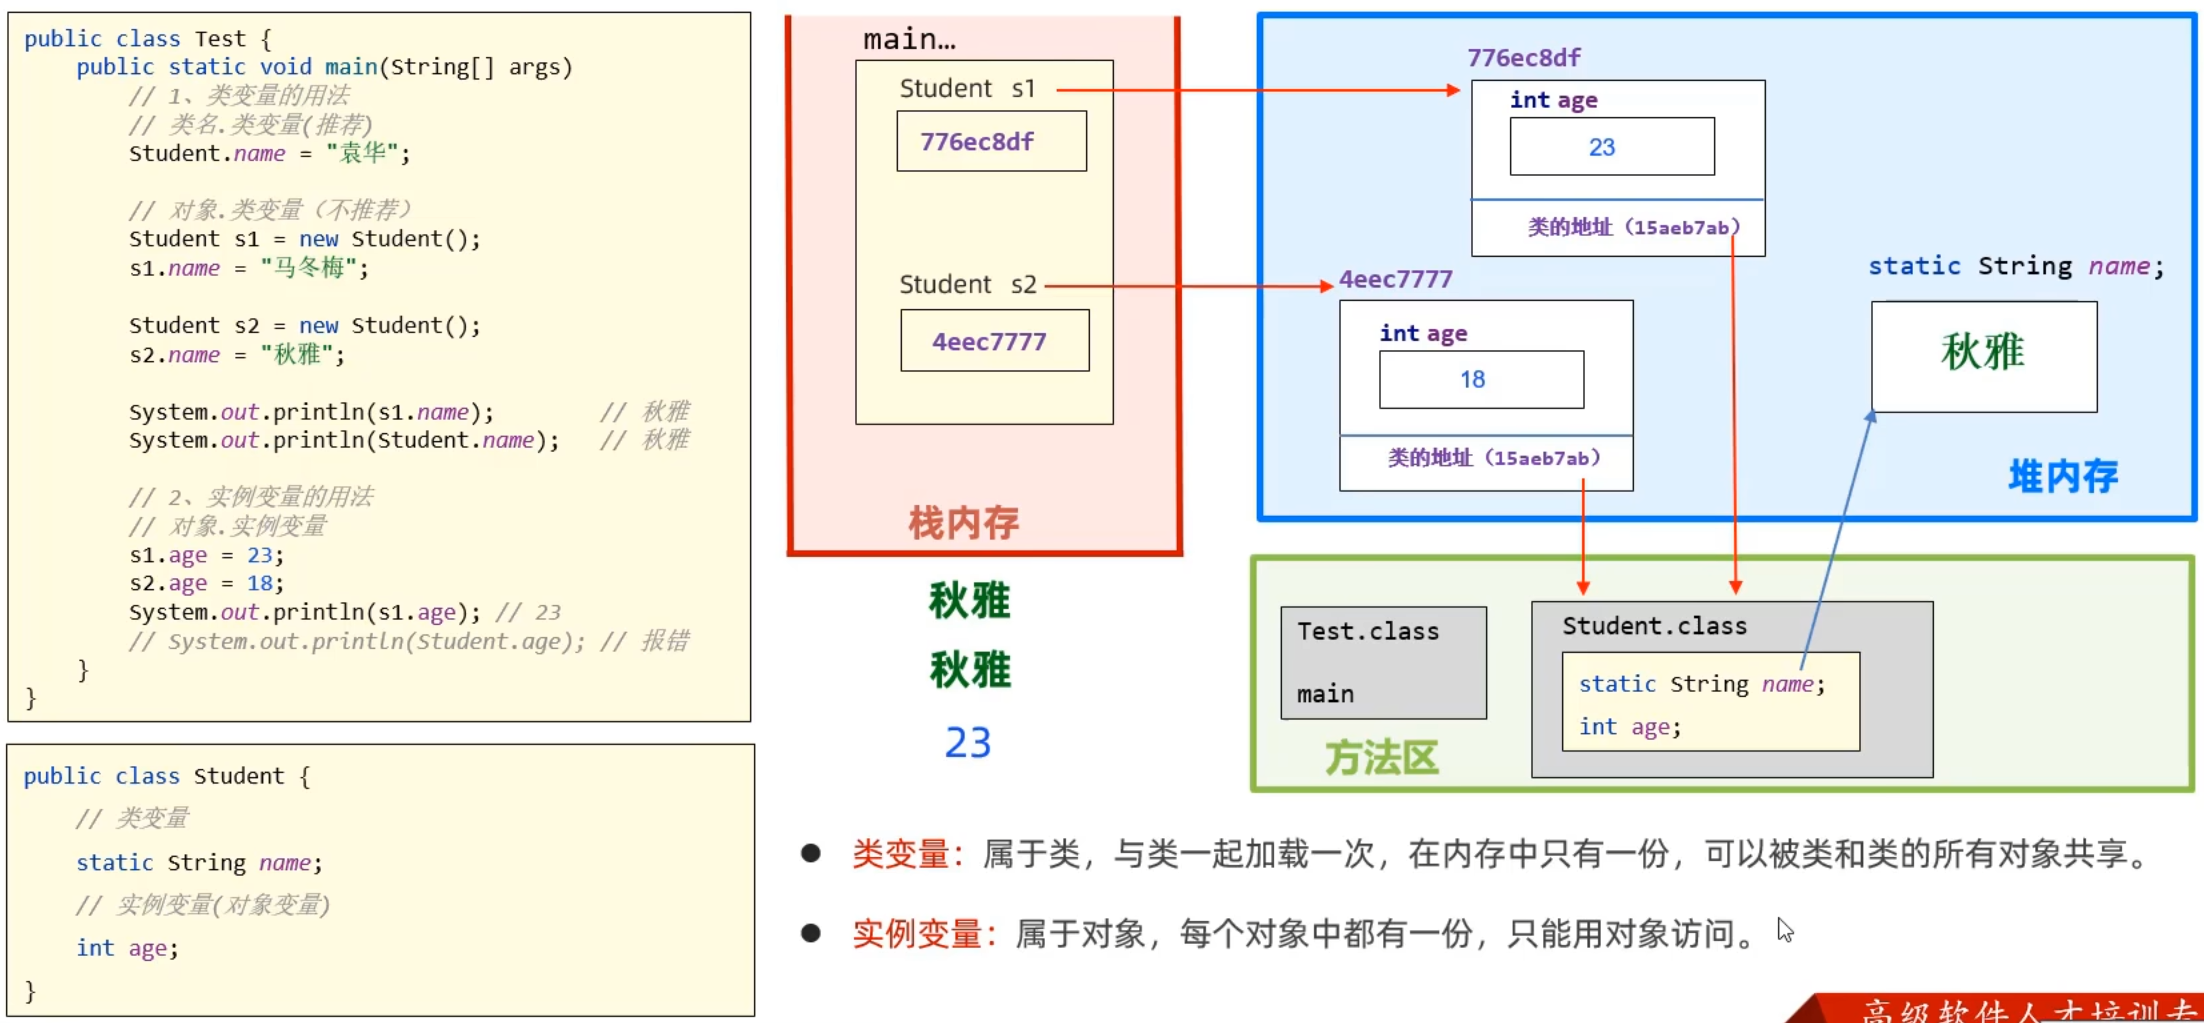 public class Test {
public static void main(String[] args)
// 1、类变量的用法
// 类名.类变量(推荐)
Student.name = "袁华";
// 对象.类变量（不推荐）
Student s1 = new Student();
s1.name = "马冬梅";
Student s2 = new Student();
s2.name = "秋雅";
System.out.println(s1.name); // 秋雅
System.out.println(Student.name); // 秋雅
// 2、实例变量的用法
// 对象.实例变量
s1.age = 23;
s2.age = 18;
System.out.println(s1.age); // 23
// System.out.println(Student.age); // 报错
}
}
public class Student {
// 类变量
static String name;
// 实例变量(对象变量)
int age;
}
main…
Student s1
776ec8df
Student s2
4eec7777
栈内存
秋雅
秋雅
23
776ec8df
int age
23
类的地址（15aeb7ab）
4eec7777
int age
18
类的地址（15aeb7ab）
static String name;
秋雅
堆内存
Test.class
main
方法区
Student.class
static String name;
int age;
● 类变量：属于类，与类一起加载一次，在内存中只有一份，可以被类和类的所有对象共享。
● 实例变量：属于对象，每个对象中都有一份，只能用对象访问。
高级软件人才培训专